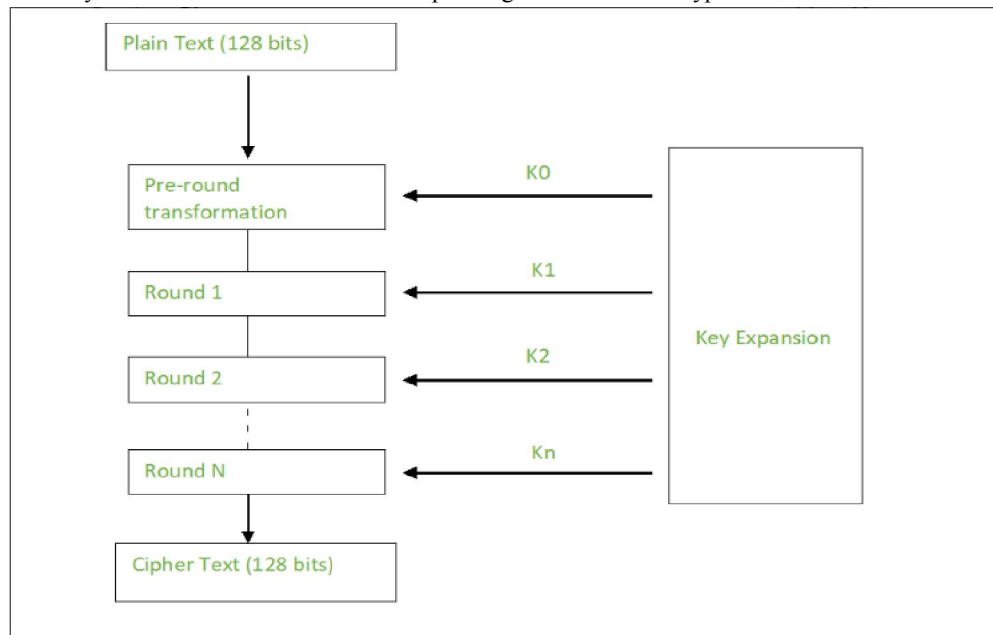 Plain Text (128 bits)
Pre-round
transformation
K0
Round 1
K1
Round 2
K2
Key Expansion
Round N
Kn
Cipher Text (128 bits)